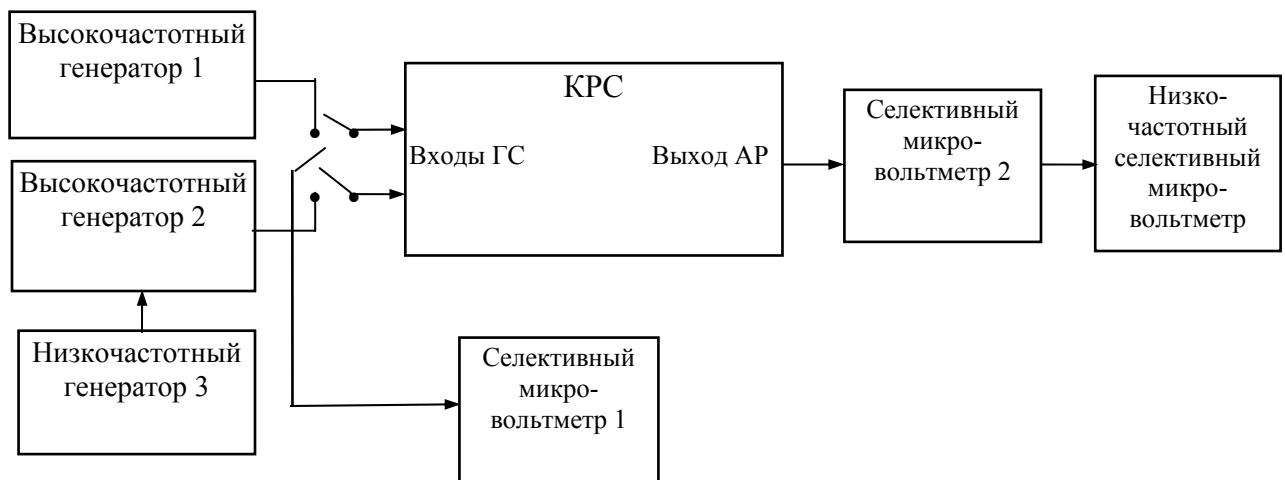 Высокочастотный
генератор 1
Высокочастотный
генератор 2
Низкочастотный
генератор 3
КРС
Входы ГС
Выход АР
Селективный
микро-
вольтметр 1
Селективный
микро-
вольтметр 2
Низко-
частотный
селективный
микро-
вольтметр